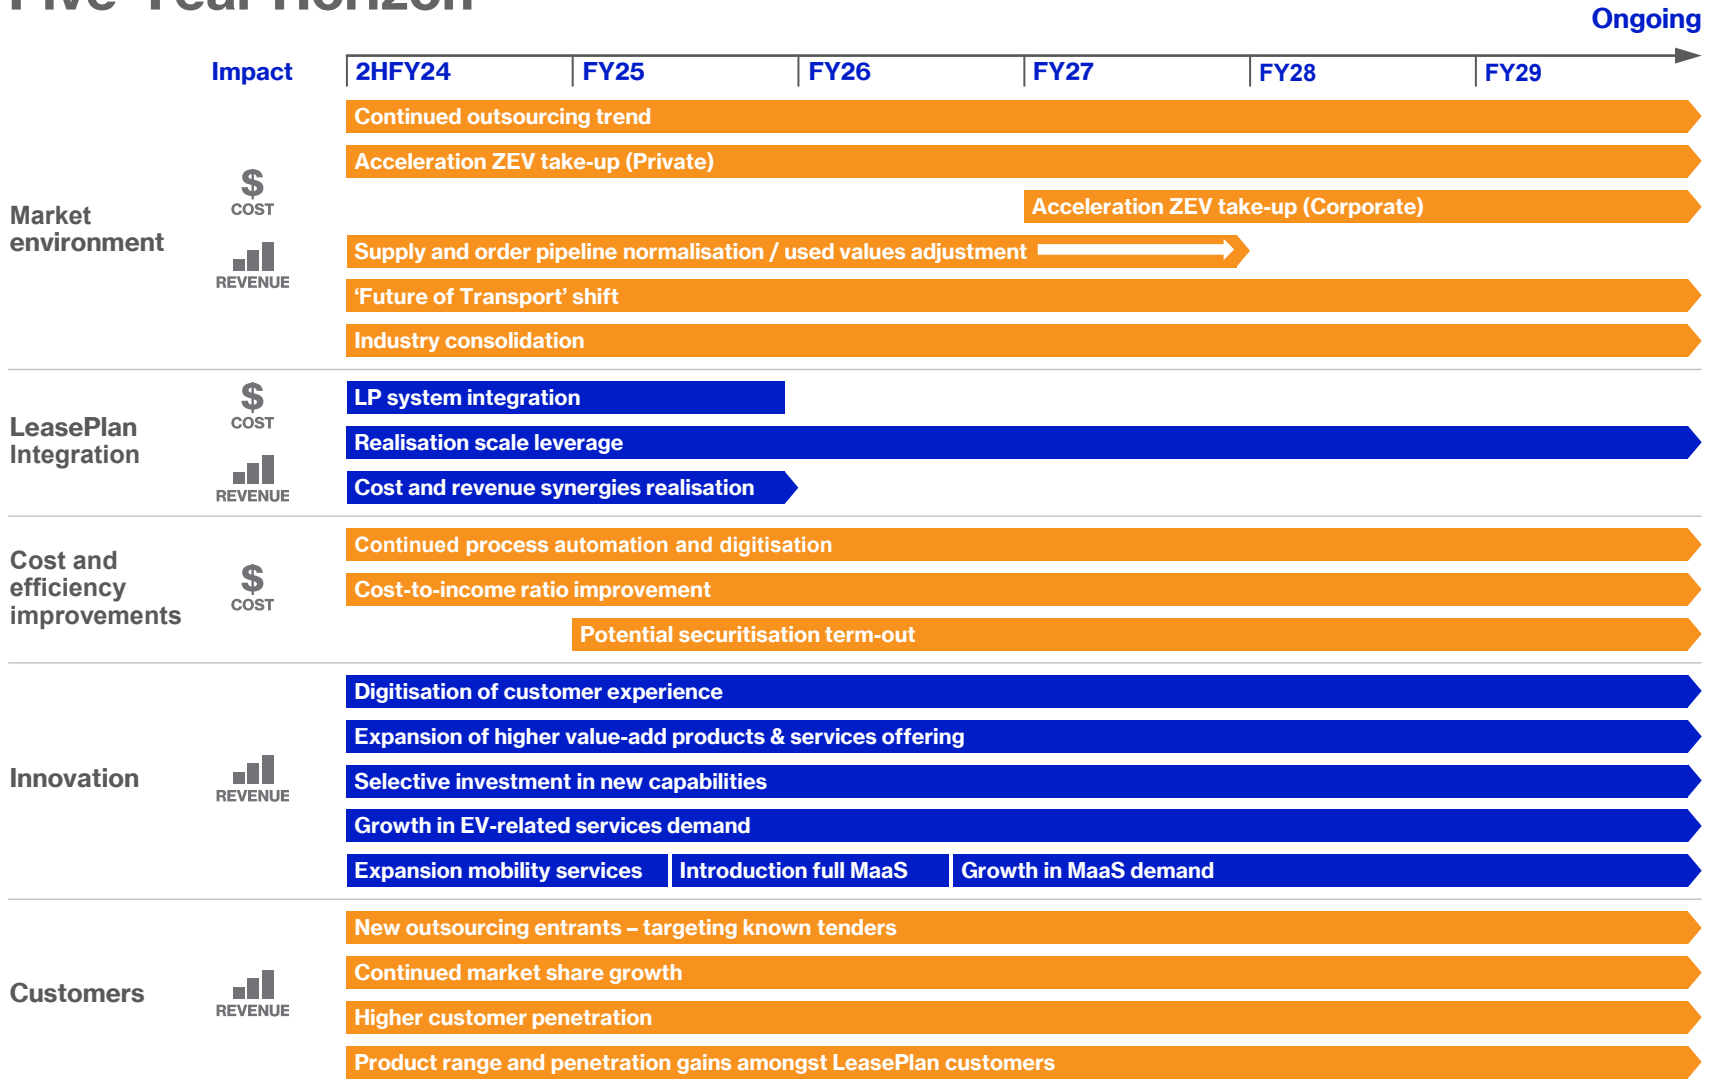 Five-Year Horizon
Ongoing
Impact
2HFY24
FY25
FY26
FY27
FY28
FY29
Market
environment
$
COST
REVENUE
Continued outsourcing trend
Acceleration ZEV take-up (Private)
Acceleration ZEV take-up (Corporate)
Supply and order pipeline normalisation / used values adjustment
‘Future of Transport’ shift
Industry consolidation
LeasePlan
Integration
$
COST
REVENUE
LP system integration
Realisation scale leverage
Cost and revenue synergies realisation
Cost and
efficiency
improvements
$
COST
Continued process automation and digitisation
Cost-to-income ratio improvement
Potential securitisation term-out
Innovation
REVENUE
Digitisation of customer experience
Expansion of higher value-add products & services offering
Selective investment in new capabilities
Growth in EV-related services demand
Expansion mobility services
Introduction full MaaS
Growth in MaaS demand
Customers
REVENUE
New outsourcing entrants – targeting known tenders
Continued market share growth
Higher customer penetration
Product range and penetration gains amongst LeasePlan customers